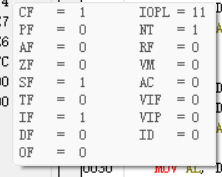 CF = 1 IOPL = 11
PF = 0 NT = 1
AF = 0 RF = 0
ZF = 0 VM = 0
SF = 1 AC = 0
TF = 0 VIF = 0
IF = 1 VIP = 0
DF = 0 ID = 0
OF = 0
0030 MOV AL,